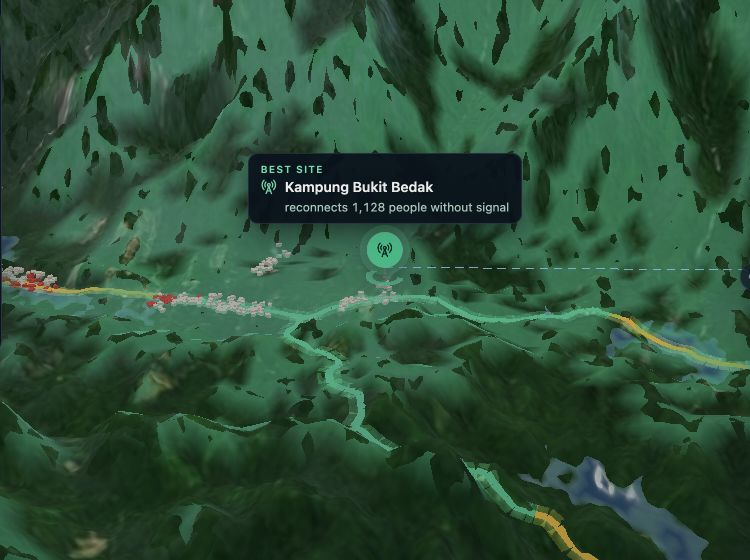 BEST SITE
Kampung Bukit Bedak
reconnects 1,128 people without signal